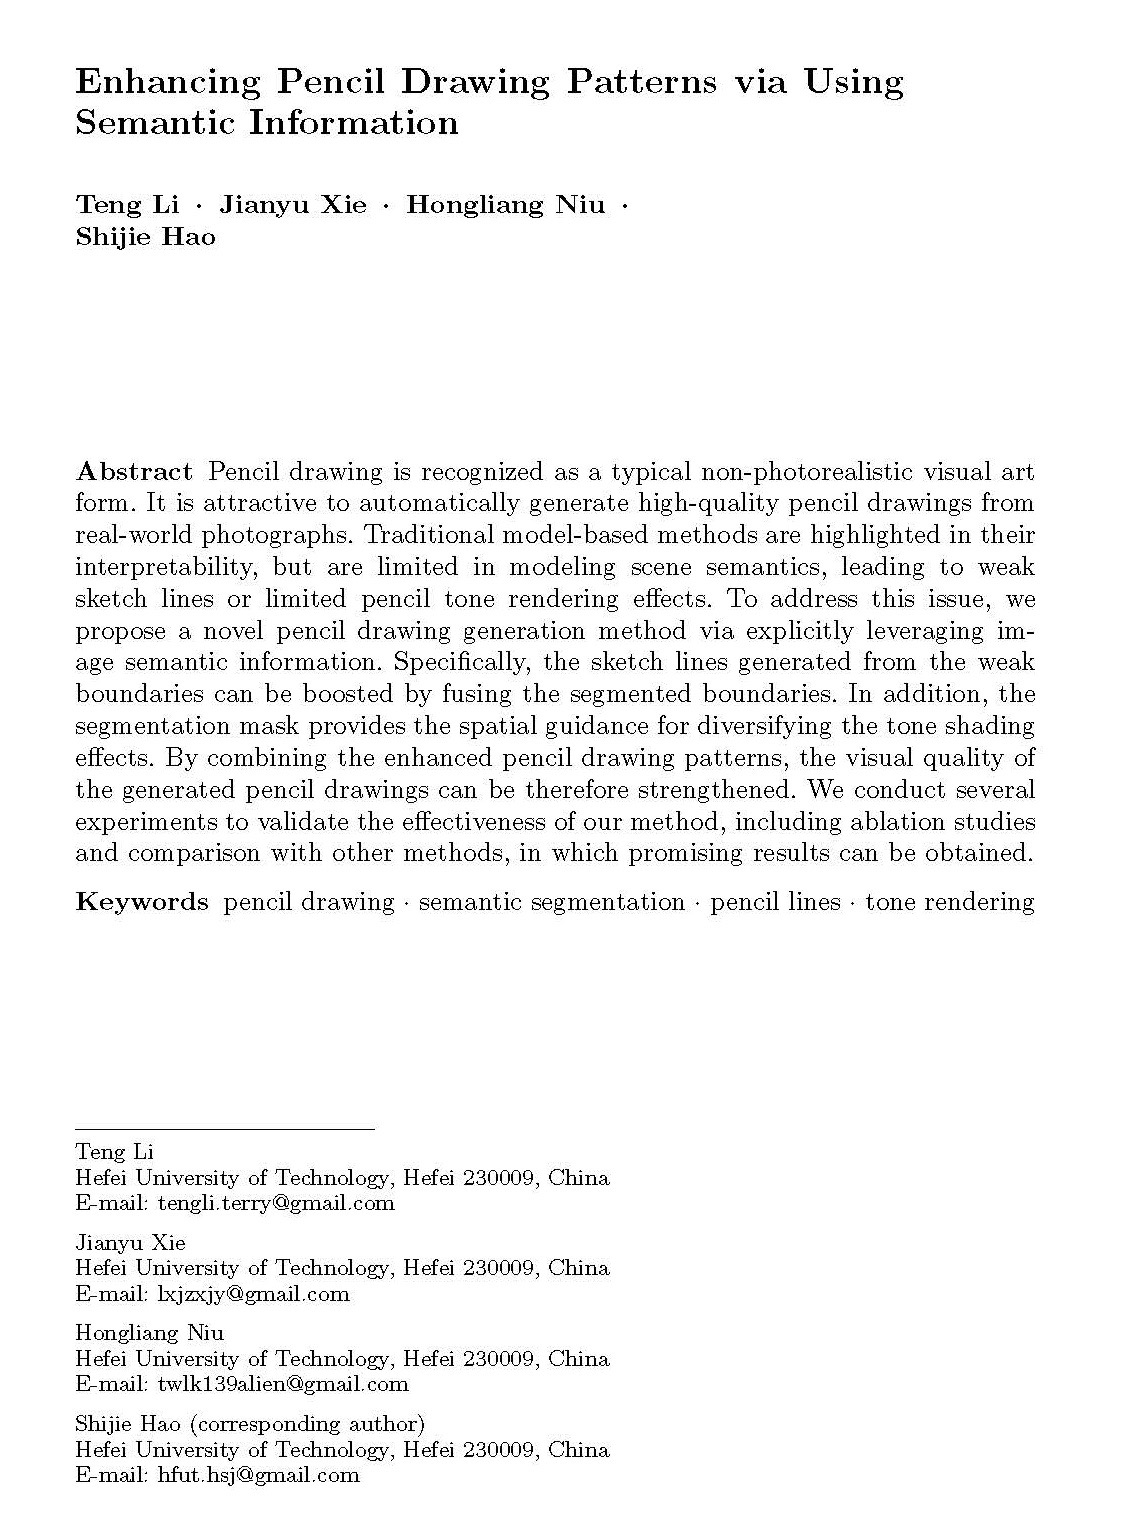 Enhancing Pencil Drawing Patterns via Using
Semantic Information
Teng Li · Jianyu Xie · Hongliang Niu ·
Shijie Hao
Abstract Pencil drawing is recognized as a typical non-photorealistic visual art
form. It is attractive to automatically generate high-quality pencil drawings from
real-world photographs. Traditional model-based methods are highlighted in their
interpretability, but are limited in modeling scene semantics, leading to weak
sketch lines or limited pencil tone rendering effects. To address this issue, we
propose a novel pencil drawing generation method via explicitly leveraging im-
age semantic information. Specifically, the sketch lines generated from the weak
boundaries can be boosted by fusing the segmented boundaries. In addition, the
segmentation mask provides the spatial guidance for diversifying the tone shading
effects. By combining the enhanced pencil drawing patterns, the visual quality of
the generated pencil drawings can be therefore strengthened. We conduct several
experiments to validate the effectiveness of our method, including ablation studies
and comparison with other methods, in which promising results can be obtained.
Keywords pencil drawing · semantic segmentation · pencil lines · tone rendering
Teng Li
Hefei University of Technology, Hefei 230009, China
E-mail: tengli.terry@gmail.com
Jianyu Xie
Hefei University of Technology, Hefei 230009, China
E-mail: lxjzxjy@gmail.com
Hongliang Niu
Hefei University of Technology, Hefei 230009, China
E-mail: twlk139alien@gmail.com
Shijie Hao (corresponding author)
Hefei University of Technology, Hefei 230009, China
E-mail: hfut.hsj@gmail.com